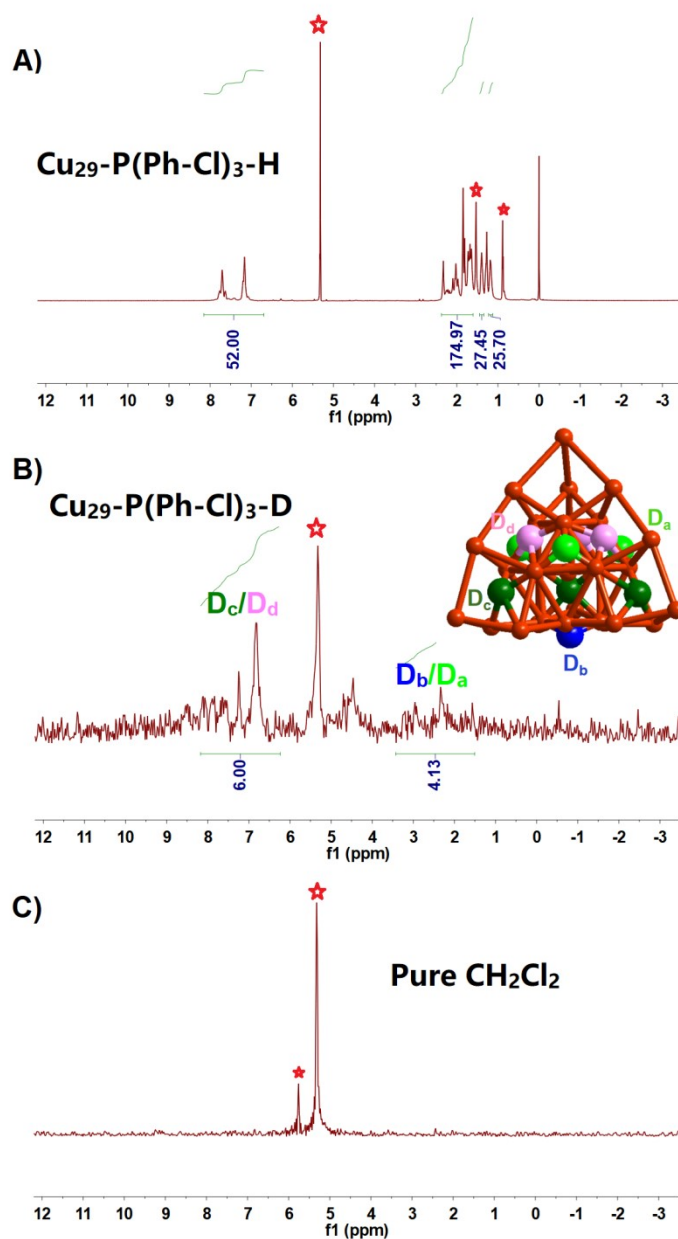 A)
Cu₂₉-P(Ph-Cl)₃-H
52.00
174.97
27.45
25.70
12 11 10 9 8 7 6 5 4 3 2 1 0 -1 -2 -3
f1 (ppm)
B)
Cu₂₉-P(Ph-Cl)₃-D
Dd
Da
Dc
Db
Dc/Dd
Db/Da
6.00
4.13
12 11 10 9 8 7 6 5 4 3 2 1 0 -1 -2 -3
f1 (ppm)
C)
Pure CH₂Cl₂
12 11 10 9 8 7 6 5 4 3 2 1 0 -1 -2 -3
f1 (ppm)